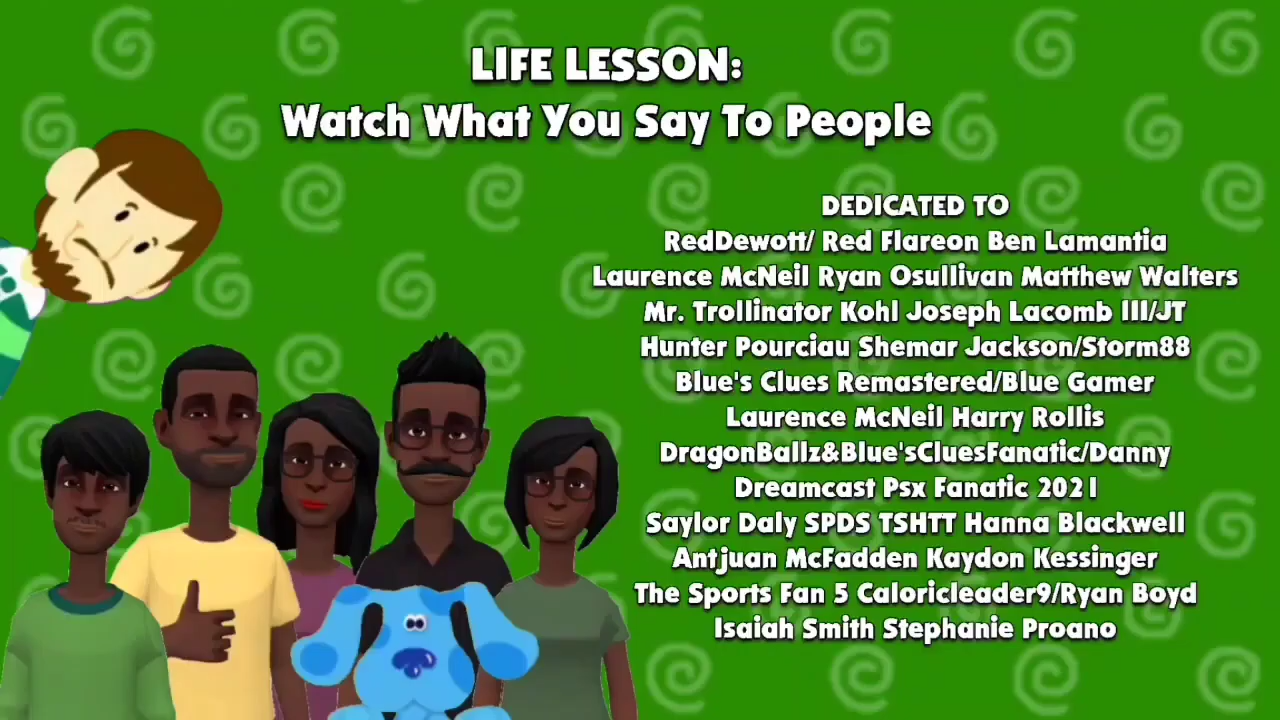 LIFE LESSON:
Watch What You Say To People
DEDICATED TO
RedDewott/ Red Flareon Ben Lamantia
Laurence McNeil Ryan Osullivan Matthew Walters
Mr. Trollinator Kohl Joseph Lacomb III/JT
Hunter Pourciau Shemar Jackson/Storm88
Blue's Clues Remastered/Blue Gamer
Laurence McNeil Harry Rollis
DragonBallz&Blue'sCluesFanatic/Danny
Dreamcast Psx Fanatic 2021
Saylor Daly SPDS TSHTT Hanna Blackwell
Antjuan McFadden Kaydon Kessinger
The Sports Fan 5 Caloricleader9/Ryan Boyd
Isaiah Smith Stephanie Proano